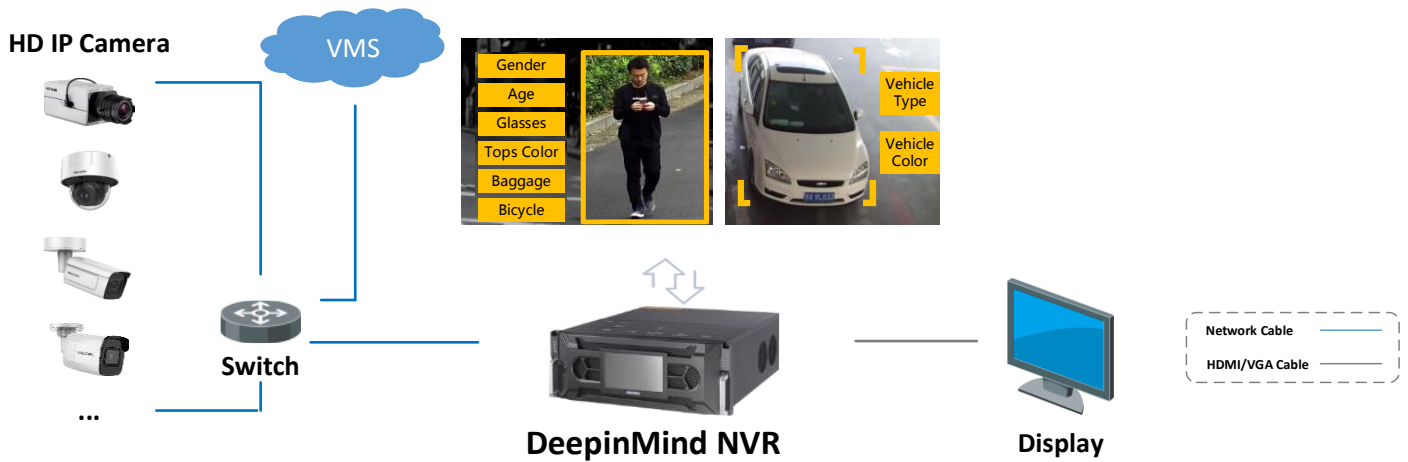 HD IP Camera
VMS
Gender
Age
Glasses
Tops Color
Baggage
Bicycle
Vehicle
Type
Vehicle
Color
Switch
...
DeepinMind NVR
Display
Network Cable
HDMI/VGA Cable